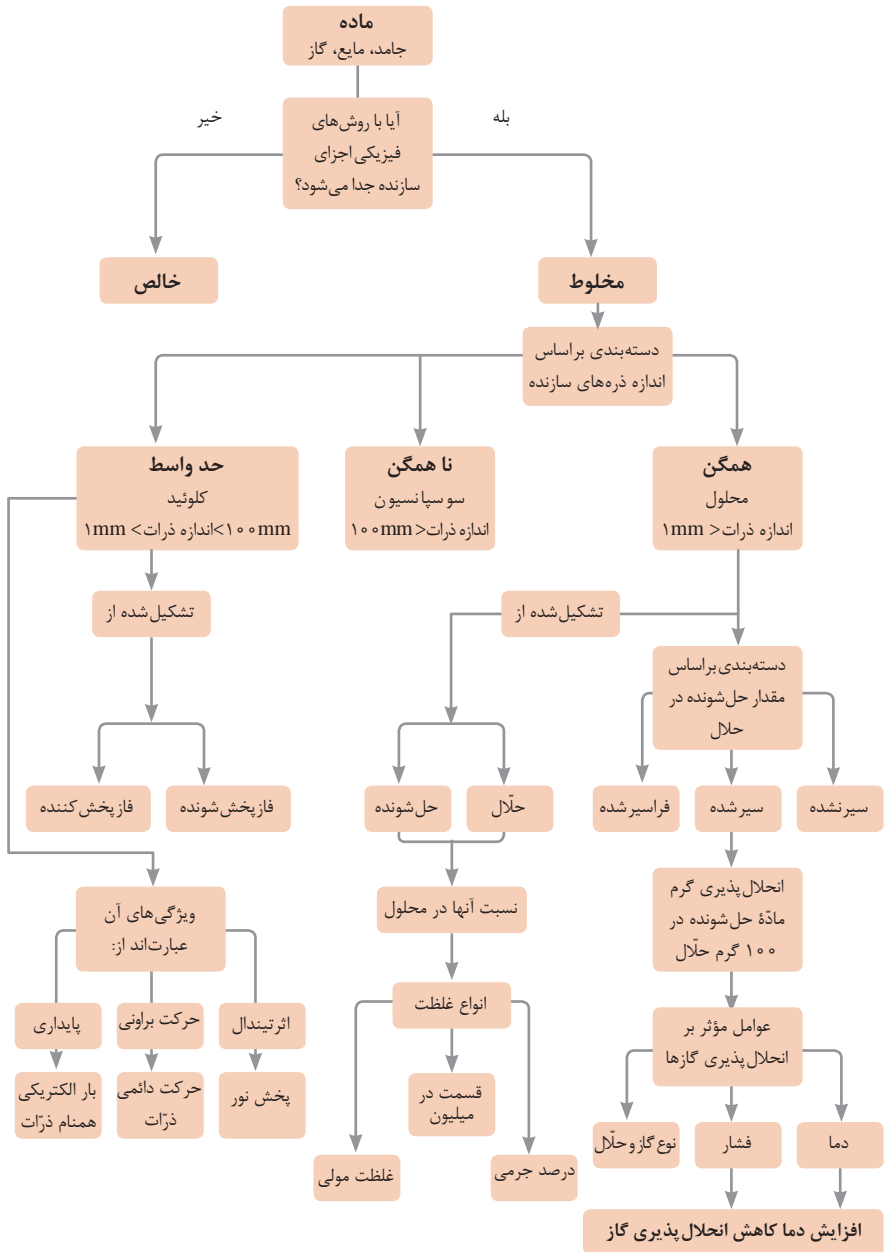 ماده
جامد، مایع، گاز
بله
خیر
آیا با روش‌های
فیزیکی اجزای
سازنده جدا می‌شود؟
مخلوط
خالص
دسته‌بندی براساس
اندازه ذره‌های سازنده
همگن
محلول
اندازه ذرات> ۱mm
نا همگن
سوسپانسیون
اندازه ذرات<۱۰۰mm
حد واسط
کلوئید
۱۰۰mm<اندازه ذرات< ۱mm
تشکیل‌شده از
تشکیل‌شده از
دسته‌بندی براساس
مقدار حل‌شونده در
حلال
سیرنشده
سیرشده
فراسیرشده
حلّال
حل‌شونده
فاز پخش‌شونده
فاز پخش‌کننده
انحلال‌پذیری گرم
مادّهٔ حل‌شونده در
۱۰۰ گرم حلّال
نسبت آنها در محلول
ویژگی‌های آن
عبارت‌اند از:
انواع غلظت
عوامل مؤثر بر
انحلال‌پذیری گازها
اثر تیندال
حرکت براونی
پایداری
پخش نور
حرکت دائمی
ذرّات
بار الکتریکی
همنام ذرّات
قسمت در
میلیون
درصد جرمی
غلظت مولی
دما
فشار
نوع گاز و حلّال
افزایش دما کاهش انحلال‌پذیری گاز